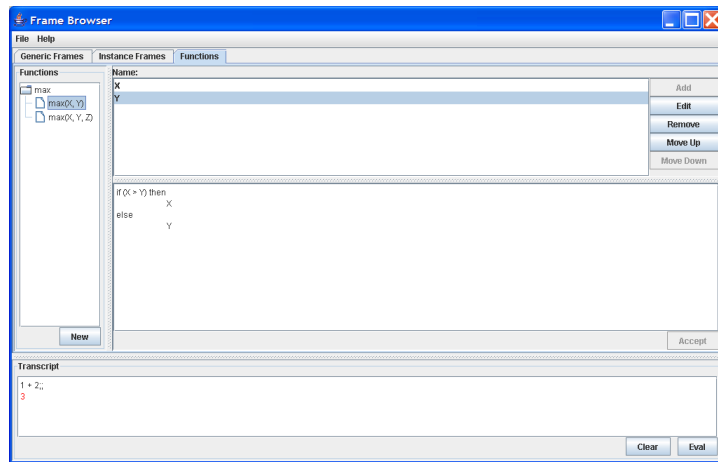 Frame Browser
File Help
Generic Frames Instance Frames Functions
Functions
max
max(X, Y)
max(X, Y, Z)
New
Name:
X
Y
Add
Edit
Remove
Move Up
Move Down
if (X > Y) then
X
else
Y
Accept
Transcript
1 + 2;;
3
Clear Eval